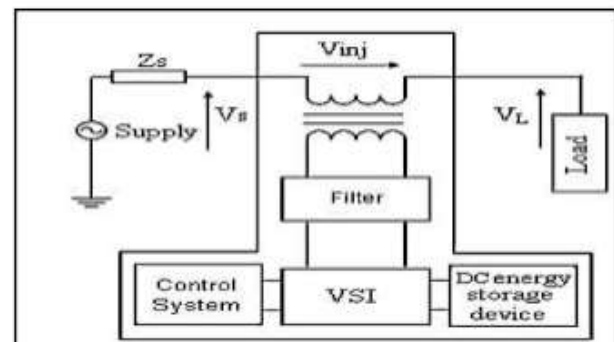 Zs
Vinj
Supply
Vs
VL
Load
Filter
Control
System
VSI
DC energy
storage
device